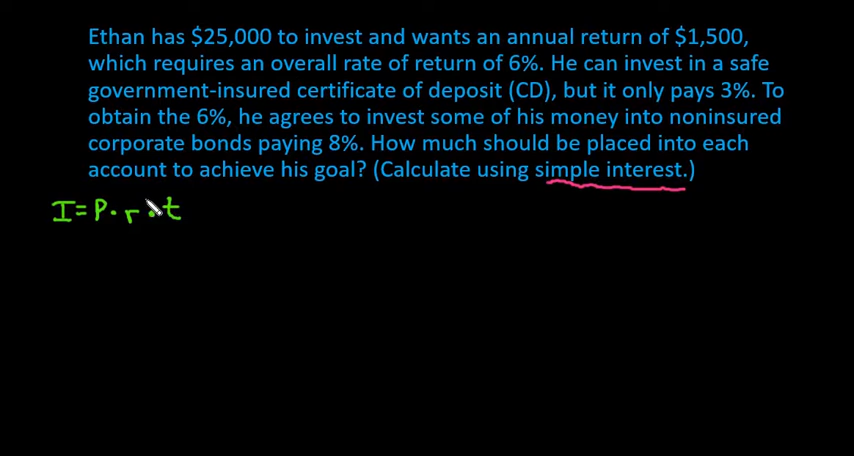 Ethan has $25,000 to invest and wants an annual return of $1,500,
which requires an overall rate of return of 6%. He can invest in a safe
government-insured certificate of deposit (CD), but it only pays 3%. To
obtain the 6%, he agrees to invest some of his money into noninsured
corporate bonds paying 8%. How much should be placed into each
account to achieve his goal? (Calculate using simple interest.)
I=P·r·t